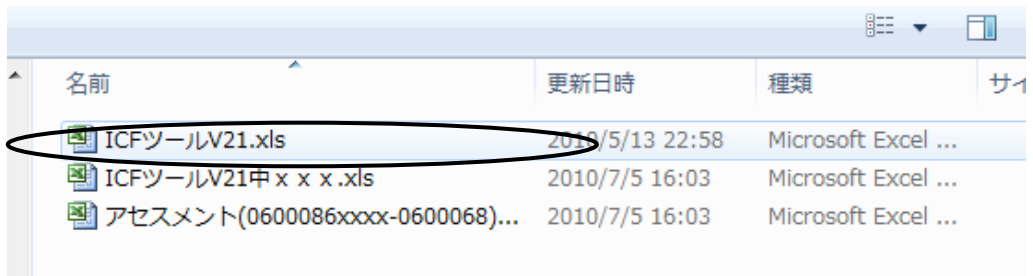 名前 更新日時 種類 サイ
ICFツールV21.xls 2010/5/13 22:58 Microsoft Excel ...
ICFツールV21中ｘｘｘ.xls 2010/7/5 16:03 Microsoft Excel ...
アセスメント(0600086xxxx-0600068)... 2010/7/5 16:03 Microsoft Excel ...